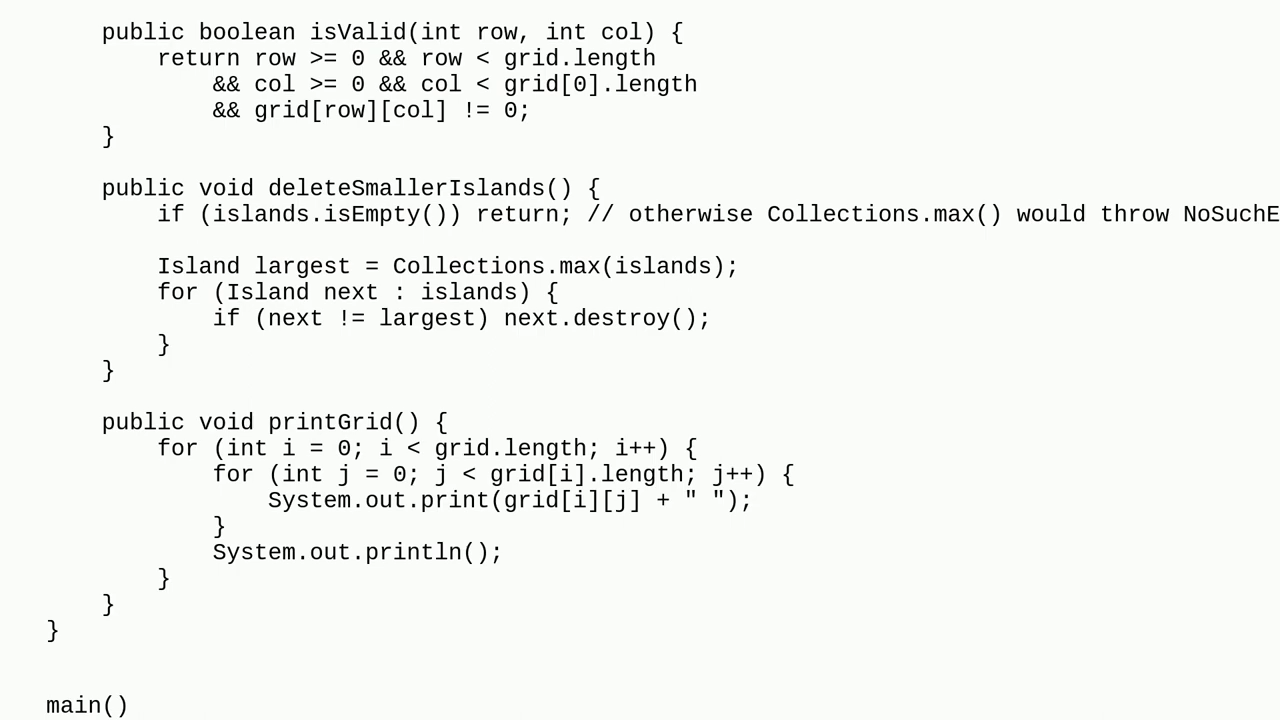 public boolean isValid(int row, int col) {
return row >= 0 && row < grid.length
&& col >= 0 && col < grid[0].length
&& grid[row][col] != 0;
}
public void deleteSmallerIslands() {
if (islands.isEmpty()) return; // otherwise Collections.max() would throw NoSuchE
Island largest = Collections.max(islands);
for (Island next : islands) {
if (next != largest) next.destroy();
}
}
public void printGrid() {
for (int i = 0; i < grid.length; i++) {
for (int j = 0; j < grid[i].length; j++) {
System.out.print(grid[i][j] + " ");
}
System.out.println();
}
}
}
main()